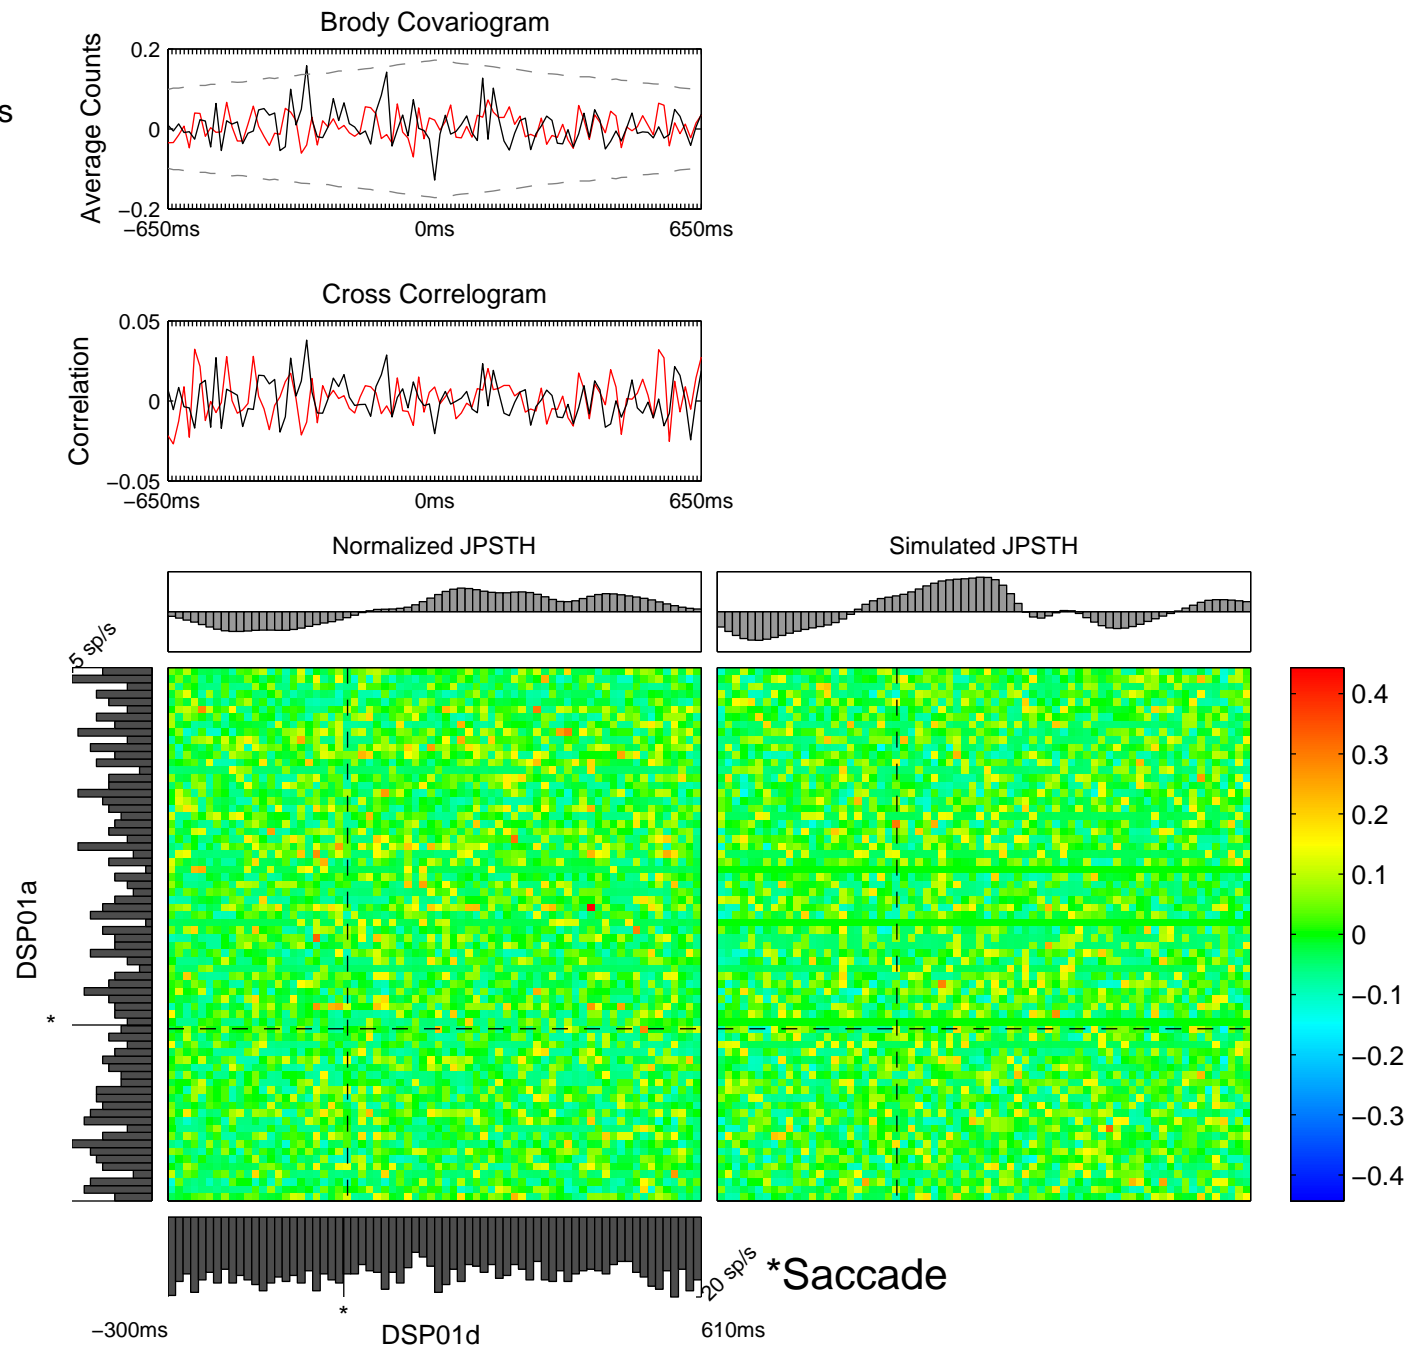 Brody Covariogram
s
Average Counts
0.2
0
−0.2
−650ms
0ms
650ms
Cross Correlogram
Correlation
0.05
0
−0.05
−650ms
0ms
650ms
Normalized JPSTH
Simulated JPSTH
5 sp/s
DSP01a
*
0.4
0.3
0.2
0.1
0
−0.1
−0.2
−0.3
−0.4
20 sp/s
*Saccade
*
−300ms
DSP01d
610ms